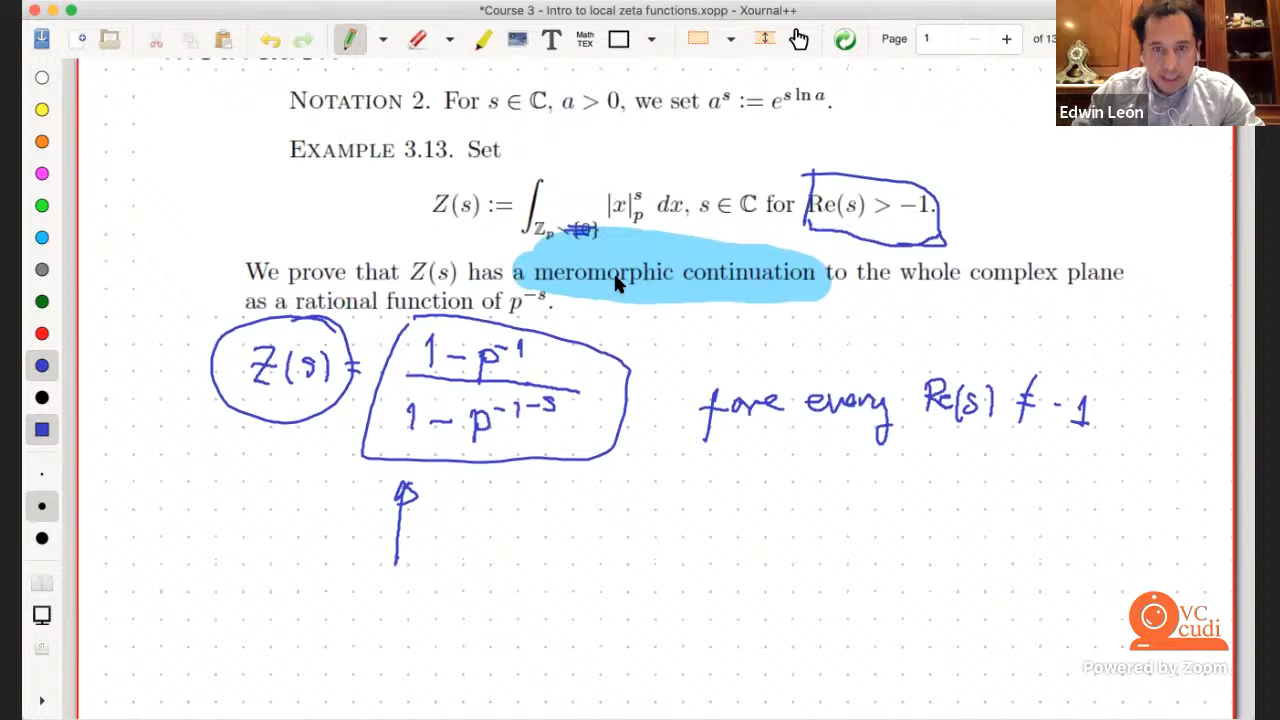 *Course 3 - Intro to local zeta functions.xopp - Xournal++
Math TEX
Page 1 of 13
Edwin León
NOTATION 2. For s ∈ ℂ, a > 0, we set a^s := e^{s ln a}.
EXAMPLE 3.13. Set
Z(s) := ∫_{ℤ_p∖{0}} |x|_p^s dx, s ∈ ℂ for Re(s) > −1.
We prove that Z(s) has a meromorphic continuation to the whole complex plane
as a rational function of p^{−s}.
Z(s) = (1 − p^{-1}) / (1 − p^{-1-s}) fore every Re(s) ≠ -1
VC
cudi
Powered by Zoom